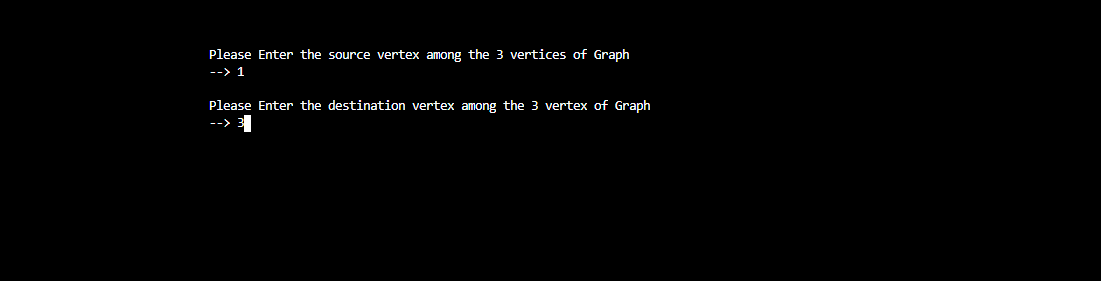 Please Enter the source vertex among the 3 vertices of Graph
--> 1
Please Enter the destination vertex among the 3 vertex of Graph
--> 3